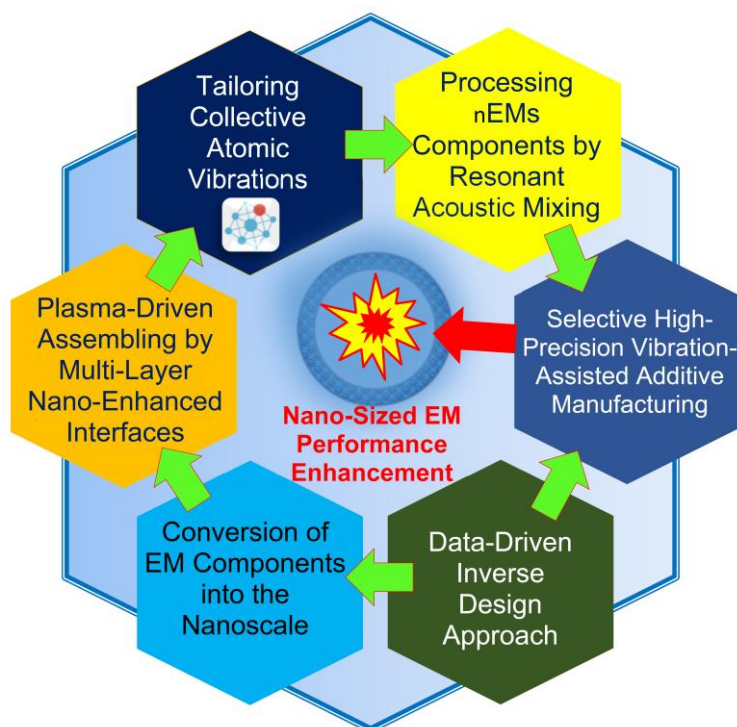 Tailoring
Collective
Atomic
Vibrations
Processing
nEMs
Components by
Resonant
Acoustic Mixing
Selective High-
Precision Vibration-
Assisted Additive
Manufacturing
Data-Driven
Inverse
Design
Approach
Conversion of
EM Components
into the
Nanoscale
Plasma-Driven
Assembling by
Multi-Layer
Nano-Enhanced
Interfaces
Nano-Sized EM
Performance
Enhancement